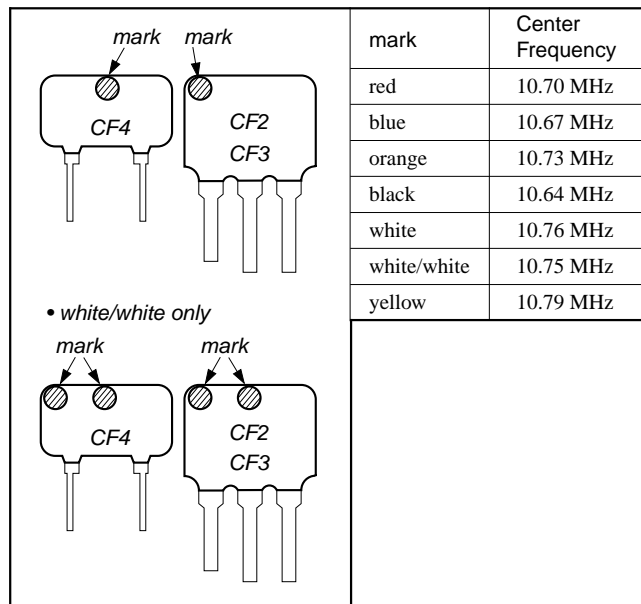 mark mark
CF4
CF2
CF3
• white/white only
mark mark
CF4
CF2
CF3
mark Center Frequency
red 10.70 MHz
blue 10.67 MHz
orange 10.73 MHz
black 10.64 MHz
white 10.76 MHz
white/white 10.75 MHz
yellow 10.79 MHz